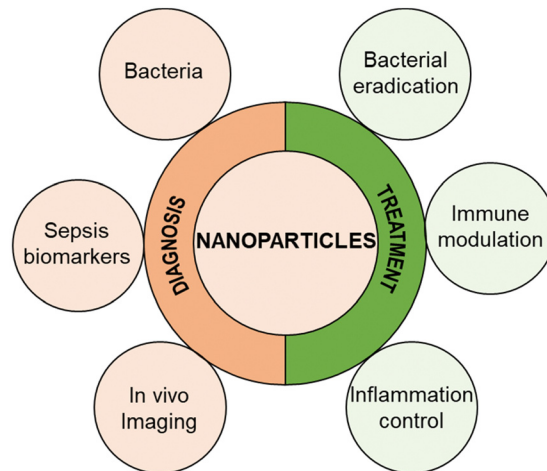 Bacteria
Bacterial
eradication
Sepsis
biomarkers
DIAGNOSIS
NANOPARTICLES
TREATMENT
Immune
modulation
In vivo
Imaging
Inflammation
control